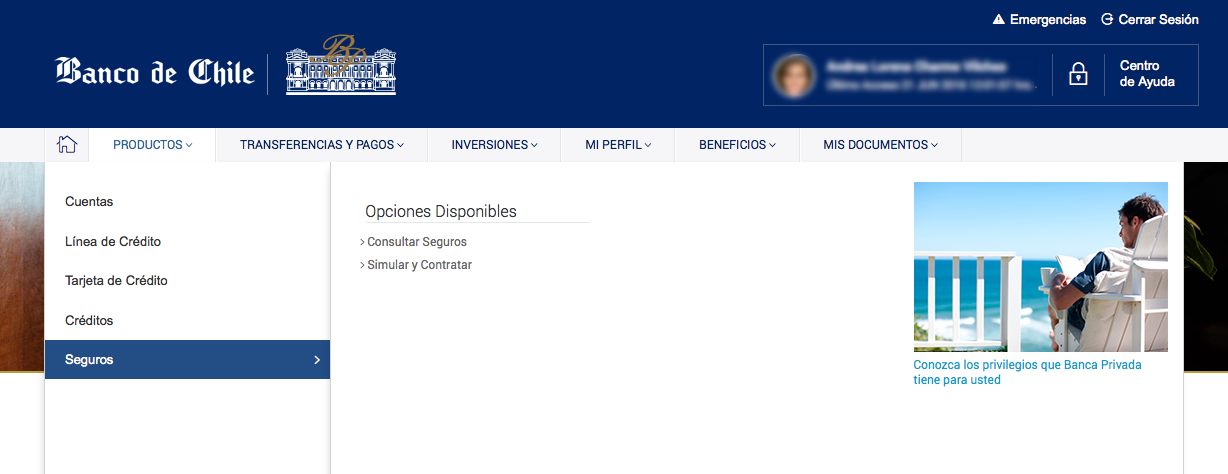 Emergencias
Cerrar Sesión
Banco de Chile
BP
Centro
de Ayuda
PRODUCTOS
TRANSFERENCIAS Y PAGOS
INVERSIONES
MI PERFIL
BENEFICIOS
MIS DOCUMENTOS
Cuentas
Línea de Crédito
Tarjeta de Crédito
Créditos
Seguros
Opciones Disponibles
Consultar Seguros
Simular y Contratar
Conozca los privilegios que Banca Privada
tiene para usted